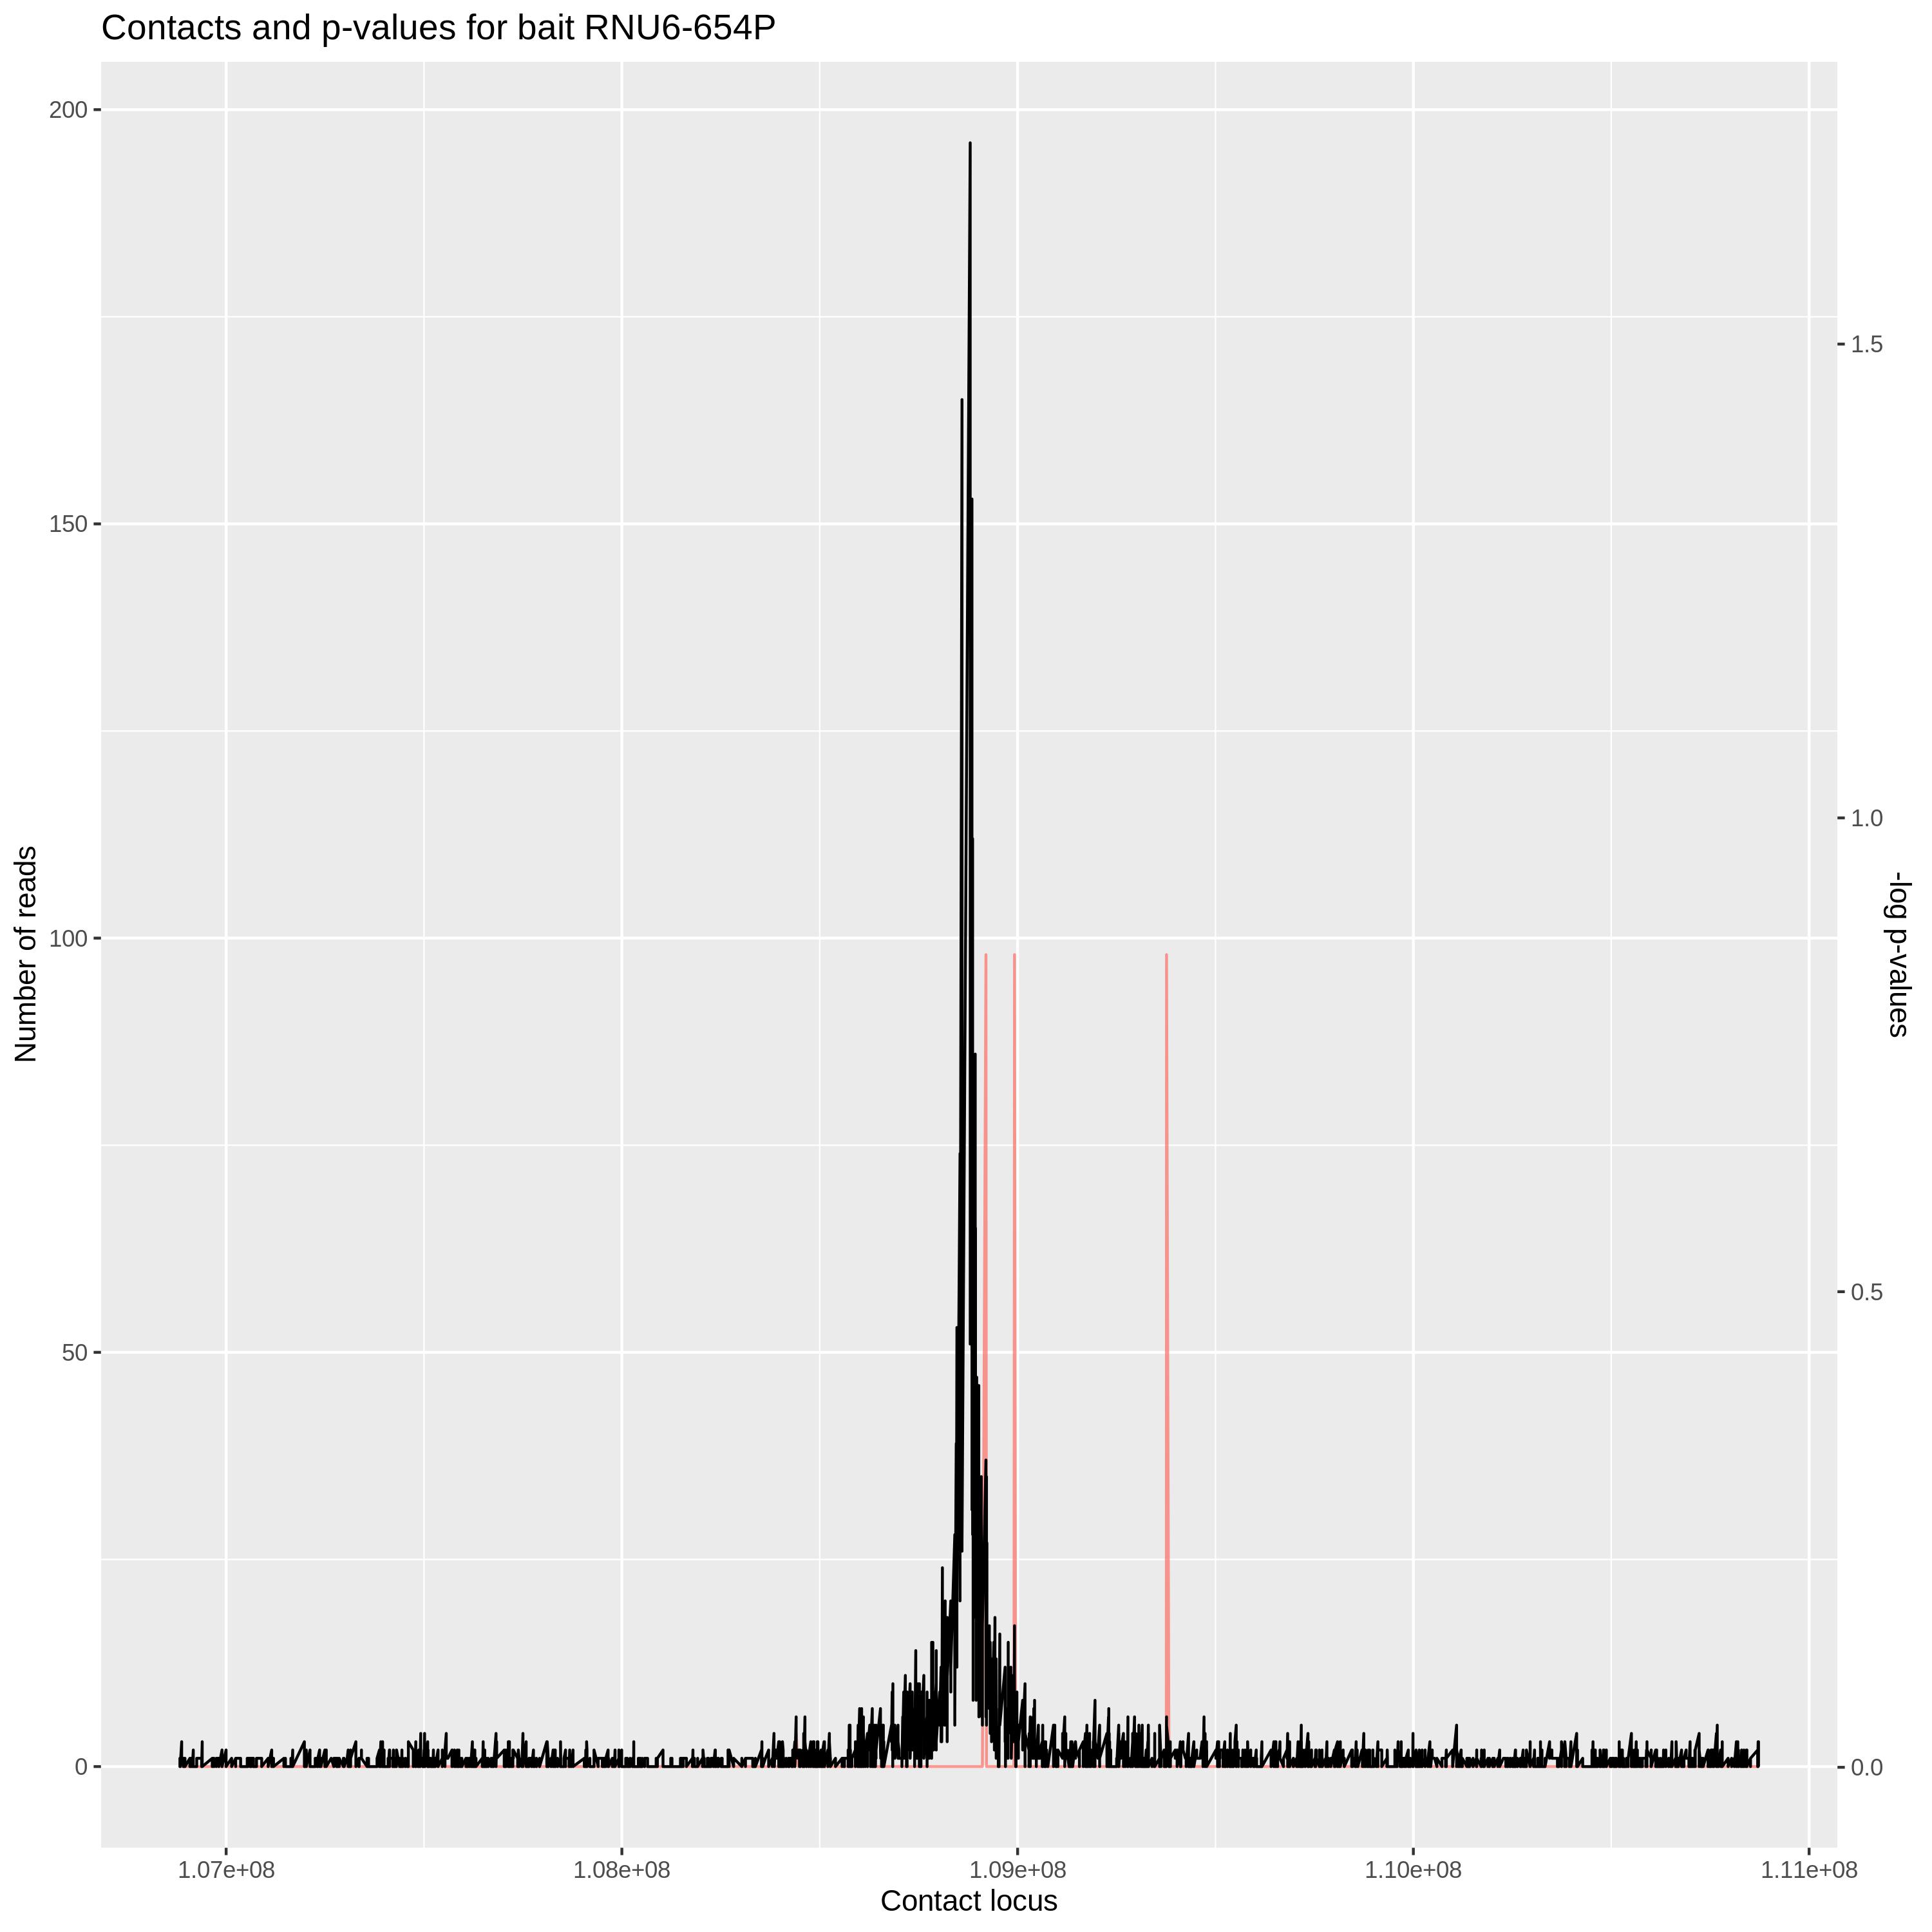 Contacts and p-values for bait RNU6-654P
200
150
100
50
0
Number of reads
1.5
1.0
0.5
0.0
-log p-values
1.07e+08
1.08e+08
1.09e+08
1.10e+08
1.11e+08
Contact locus